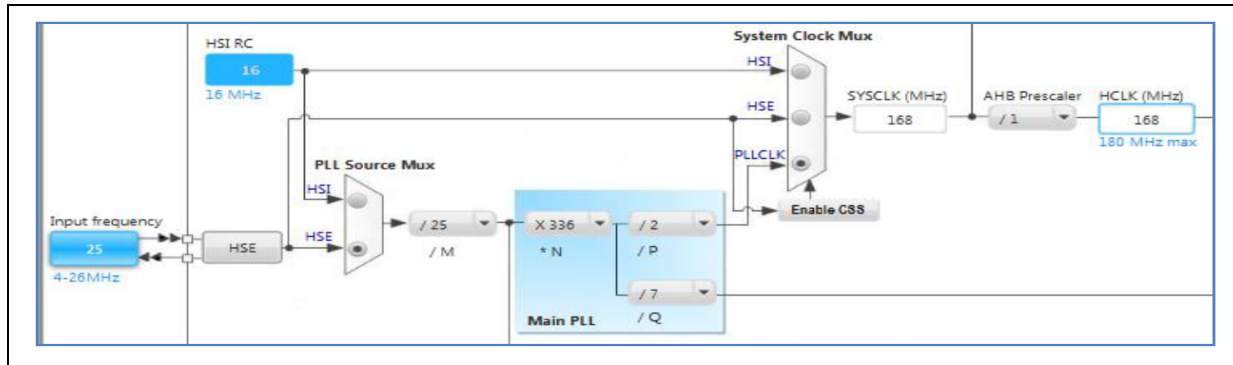 System Clock Mux
HSI RC
16
16 MHz
HSI
HSE
SYSCLK (MHz)
AHB Prescaler
HCLK (MHz)
168
/ 1
168
180 MHz max
PLLCLK
PLL Source Mux
HSI
Enable CSS
Input frequency
25
4-26MHz
HSE
HSE
/ 25
/ M
X 336
* N
/ 2
/ P
/ 7
/ Q
Main PLL